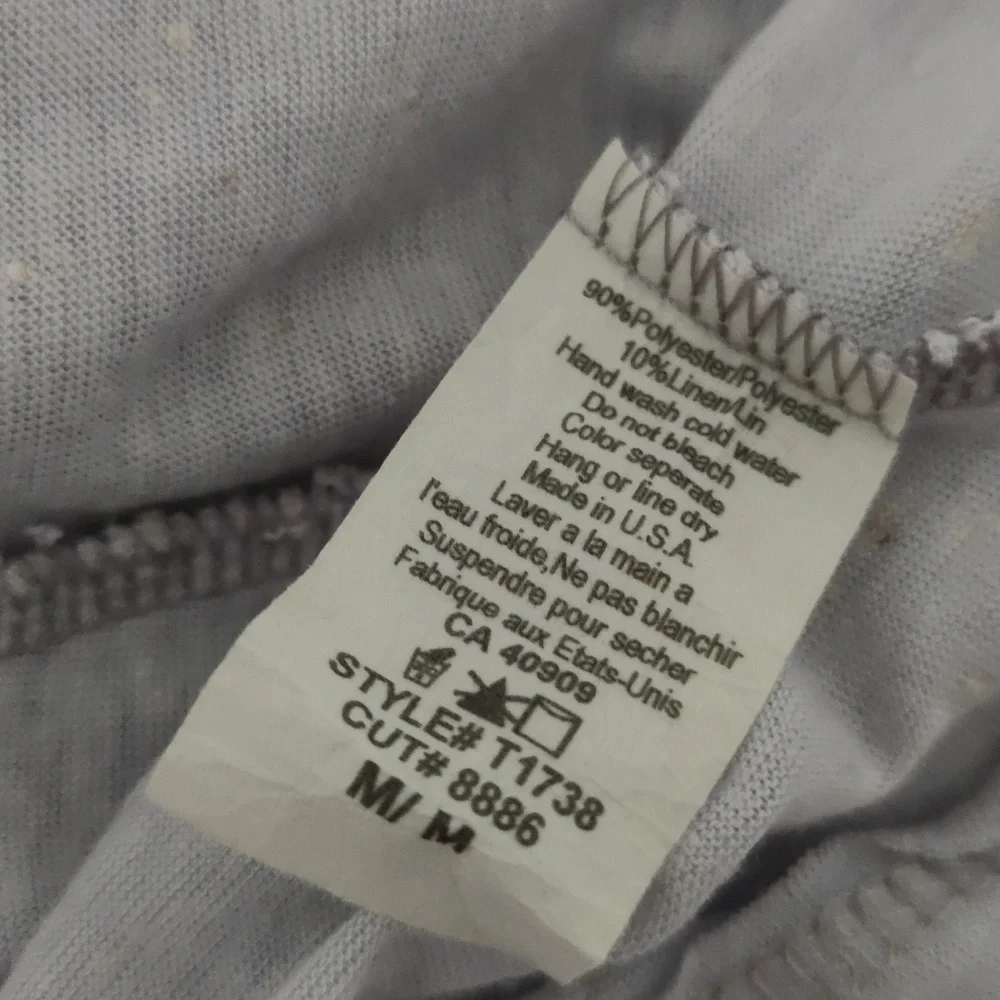 90%Polyester/Polyester
10%Linen/Lin
Hand wash cold water
Do not bleach
Color seperate
Hang or line dry
Made in U.S.A.
Laver a la main a
l'eau froide,Ne pas blanchir
Suspendre pour secher
Fabrique aux Etats-Unis
CA 40909
STYLE# T1738
CUT# 8886
M/ M